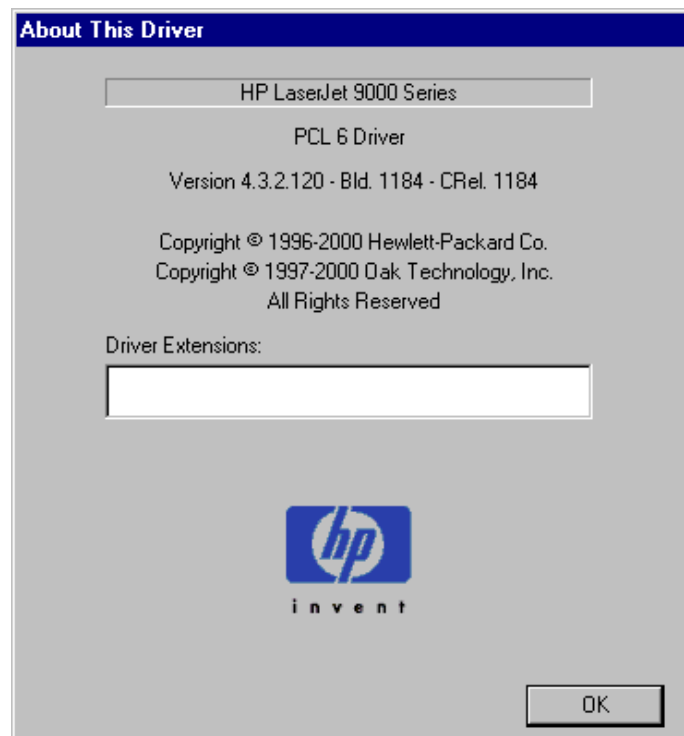 About This Driver
HP LaserJet 9000 Series
PCL 6 Driver
Version 4.3.2.120 - Bld. 1184 - CRel. 1184
Copyright © 1996-2000 Hewlett-Packard Co.
Copyright © 1997-2000 Oak Technology, Inc.
All Rights Reserved
Driver Extensions:
hp
invent
OK